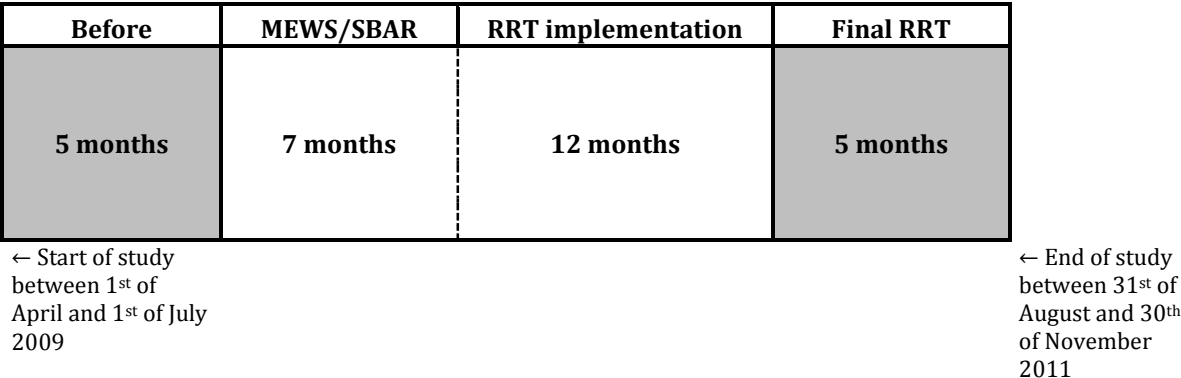 Before MEWS/SBAR RRT implementation Final RRT
5 months 7 months 12 months 5 months
← Start of study
between 1st of
April and 1st of July
2009
← End of study
between 31st of
August and 30th
of November
2011